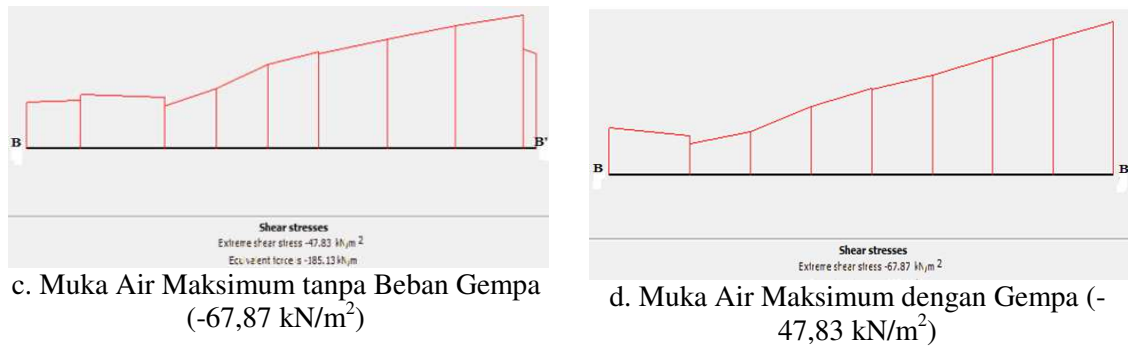 B
B'
Shear stresses
Extreme shear stress -47.83 kN/m²
Equivalent force is -185.13 kN/m
c. Muka Air Maksimum tanpa Beban Gempa
(-67,87 kN/m²)
B
B
Shear stresses
Extreme shear stress -67.87 kN/m²
d. Muka Air Maksimum dengan Gempa (-
47,83 kN/m²)